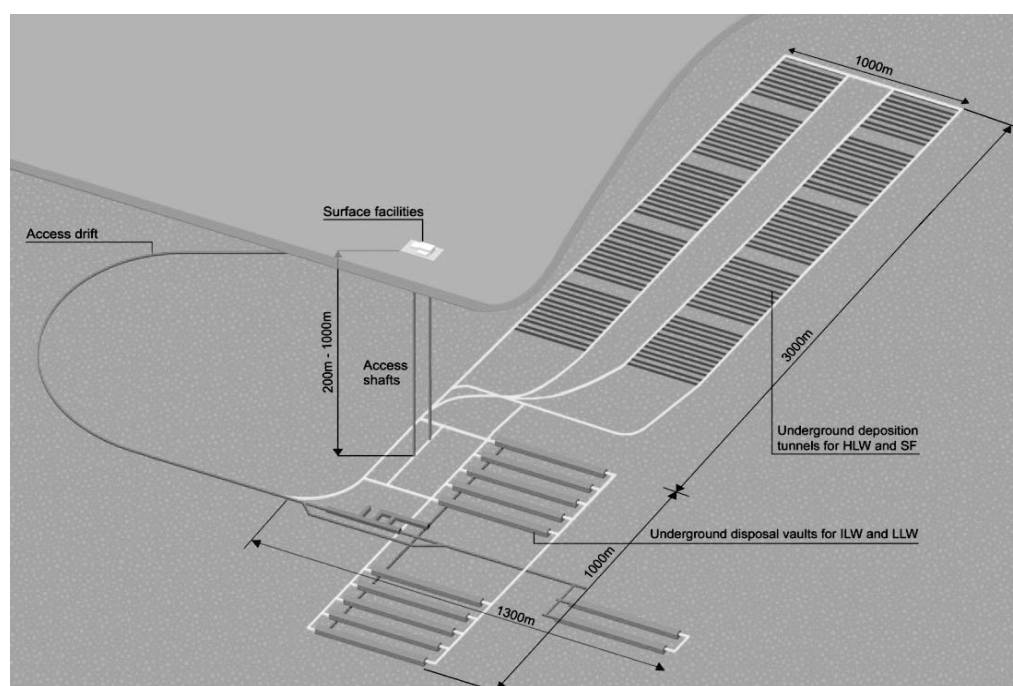 1000m
Surface facilities
Access drift
200m - 1000m
Access
shafts
3000m
Underground deposition
tunnels for HLW and SF
Underground disposal vaults for ILW and LLW
1000m
1300m